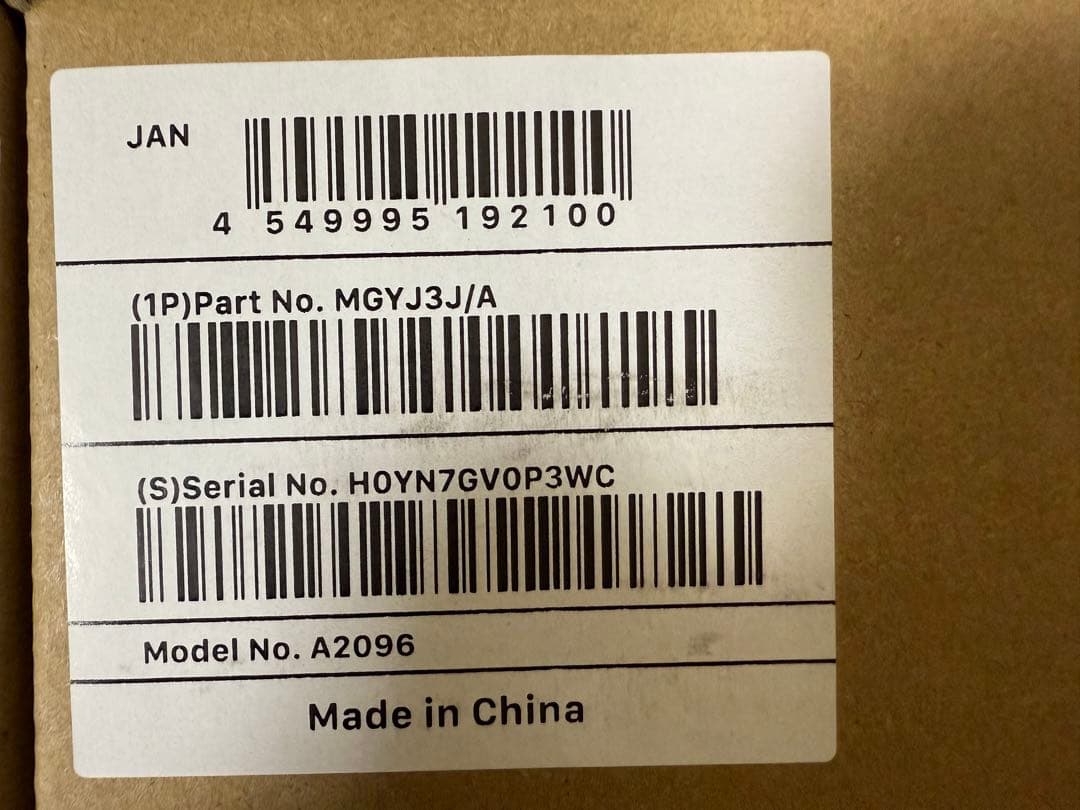 JAN
4 549995 192100
(1P)Part No. MGYJ3J/A
(S)Serial No. H0YN7GV0P3WC
Model No. A2096
Made in China